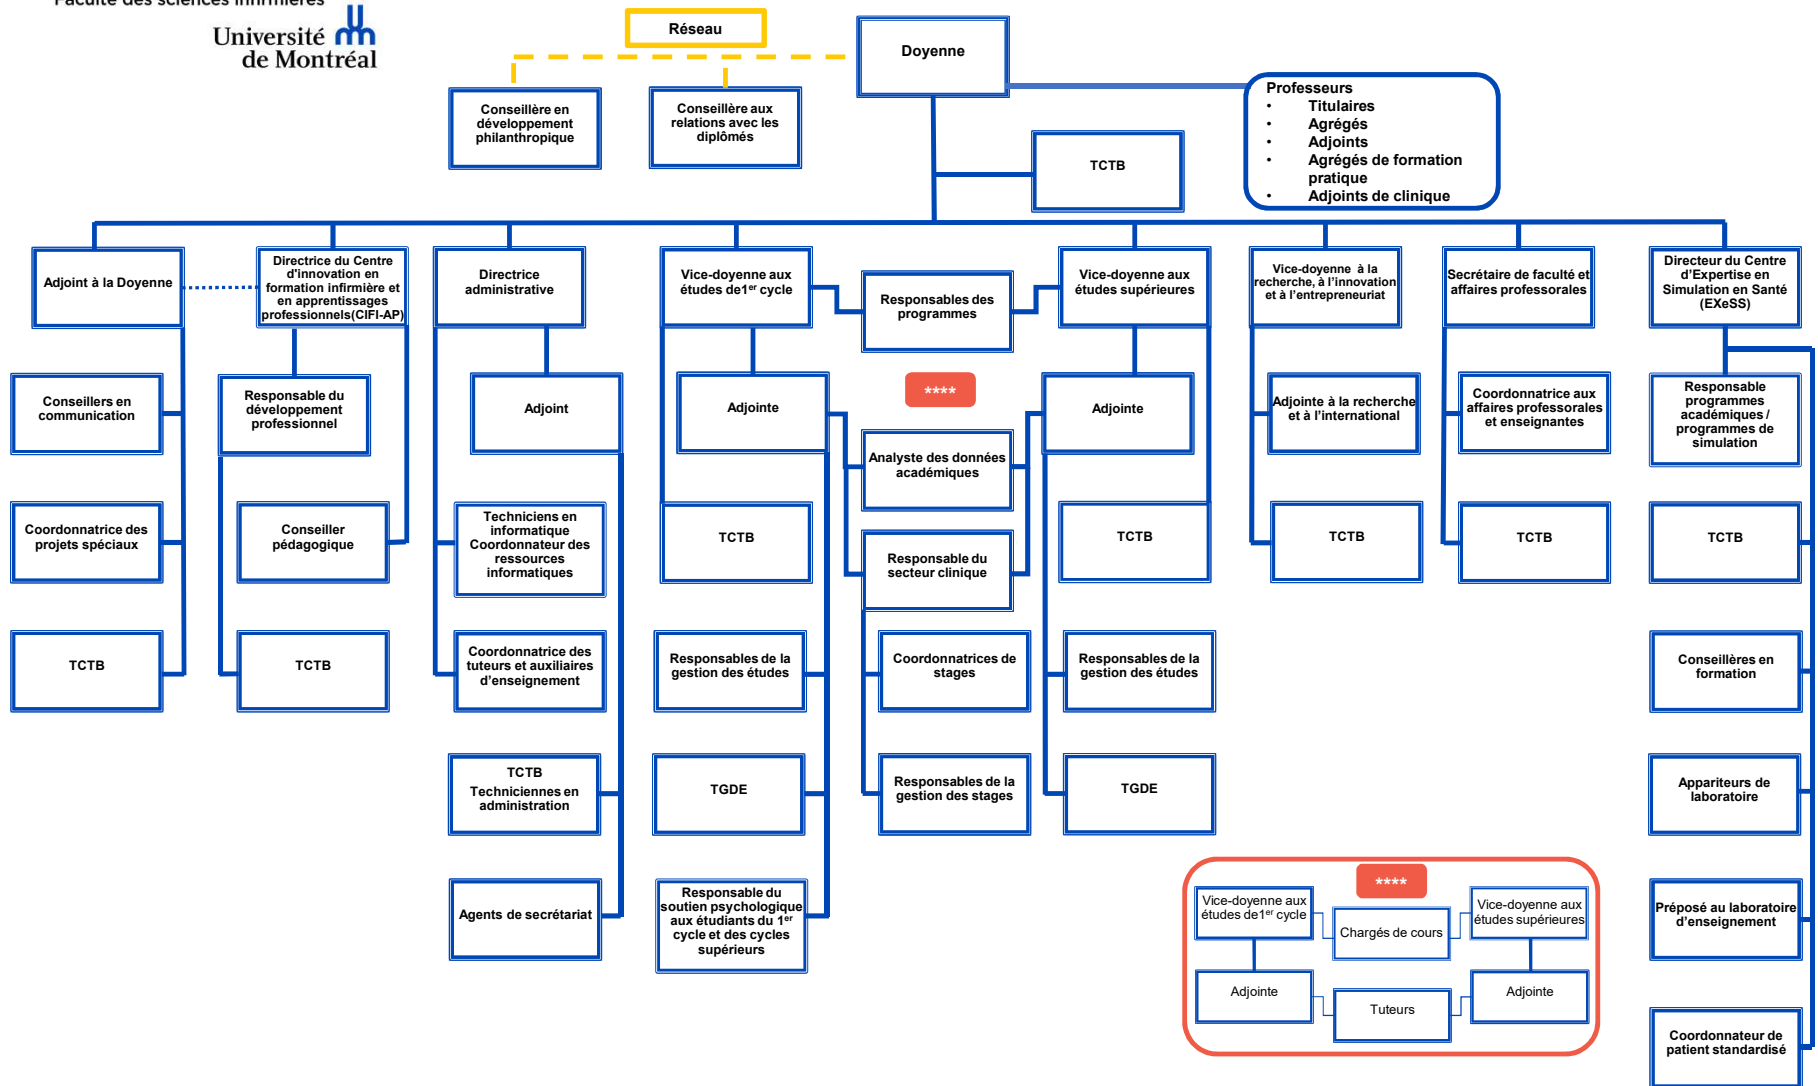 Faculté des sciences infirmières
Université
de Montréal
Réseau
Doyenne
Conseillère en
développement
philanthropique
Conseillère aux
relations avec les
diplômés
Professeurs
• Titulaires
• Agrégés
• Adjoints
• Agrégés de formation
pratique
• Adjoints de clinique
TCTB
Adjoint à la Doyenne
Directrice du Centre
d'innovation en
formation infirmière et
en apprentissages
professionnels(CIFI-AP)
Directrice
administrative
Vice-doyenne aux
études de1er cycle
Responsables des
programmes
Vice-doyenne aux
études supérieures
Vice-doyenne à la
recherche, à l'innovation
et à l'entrepreneuriat
Secrétaire de faculté et
affaires professorales
Directeur du Centre
d'Expertise en
Simulation en Santé
(EXeSS)
Conseillers en
communication
Responsable du
développement
professionnel
Adjoint
Adjointe
****
Adjointe
Adjointe à la recherche
et à l'international
Coordonnatrice aux
affaires professorales
et enseignantes
Responsable
programmes
académiques /
programmes de
simulation
Analyste des données
académiques
Coordonnatrice des
projets spéciaux
Conseiller
pédagogique
Techniciens en
informatique
Coordonnateur des
ressources
informatiques
TCTB
Responsable du
secteur clinique
TCTB
TCTB
TCTB
TCTB
TCTB
TCTB
Coordonnatrice des
tuteurs et auxiliaires
d'enseignement
Responsables de la
gestion des études
Coordonnatrices de
stages
Responsables de la
gestion des études
Conseillères en
formation
TCTB
Techniciennes en
administration
TGDE
Responsables de la
gestion des stages
TGDE
Appariteurs de
laboratoire
Agents de secrétariat
Responsable du
soutien psychologique
aux étudiants du 1er
cycle et des cycles
supérieurs
****
Vice-doyenne aux
études de1er cycle
Chargés de cours
Vice-doyenne aux
études supérieures
Adjointe
Tuteurs
Adjointe
Préposé au laboratoire
d'enseignement
Coordonnateur de
patient standardisé